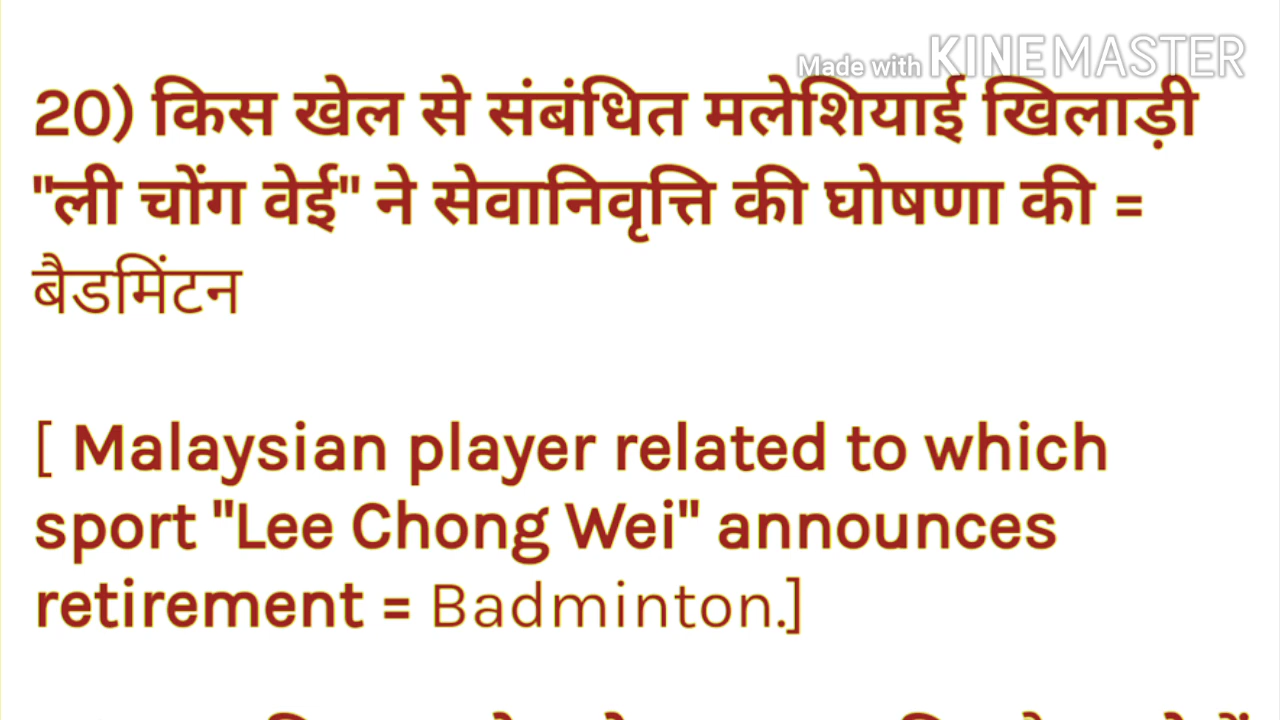 Made with KINEMASTER
20) किस खेल से संबंधित मलेशियाई खिलाड़ी
"ली चोंग वेई" ने सेवानिवृत्ति की घोषणा की =
बैडमिंटन
[ Malaysian player related to which
sport "Lee Chong Wei" announces
retirement = Badminton.]